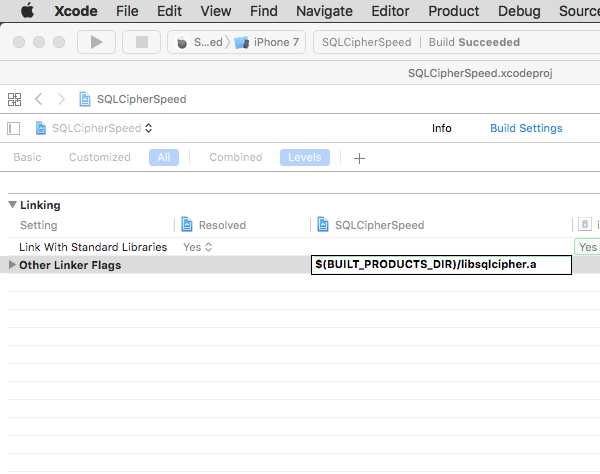 Xcode File Edit View Find Navigate Editor Product Debug Source
S...ed iPhone 7 SQLCipherSpeed | Build Succeeded
SQLCipherSpeed.xcodeproj
SQLCipherSpeed
SQLCipherSpeed Info Build Settings
Basic Customized All Combined Levels +
Linking
Setting Resolved SQLCipherSpeed i
Link With Standard Libraries Yes Yes
Other Linker Flags $(BUILT_PRODUCTS_DIR)/libsqlcipher.a